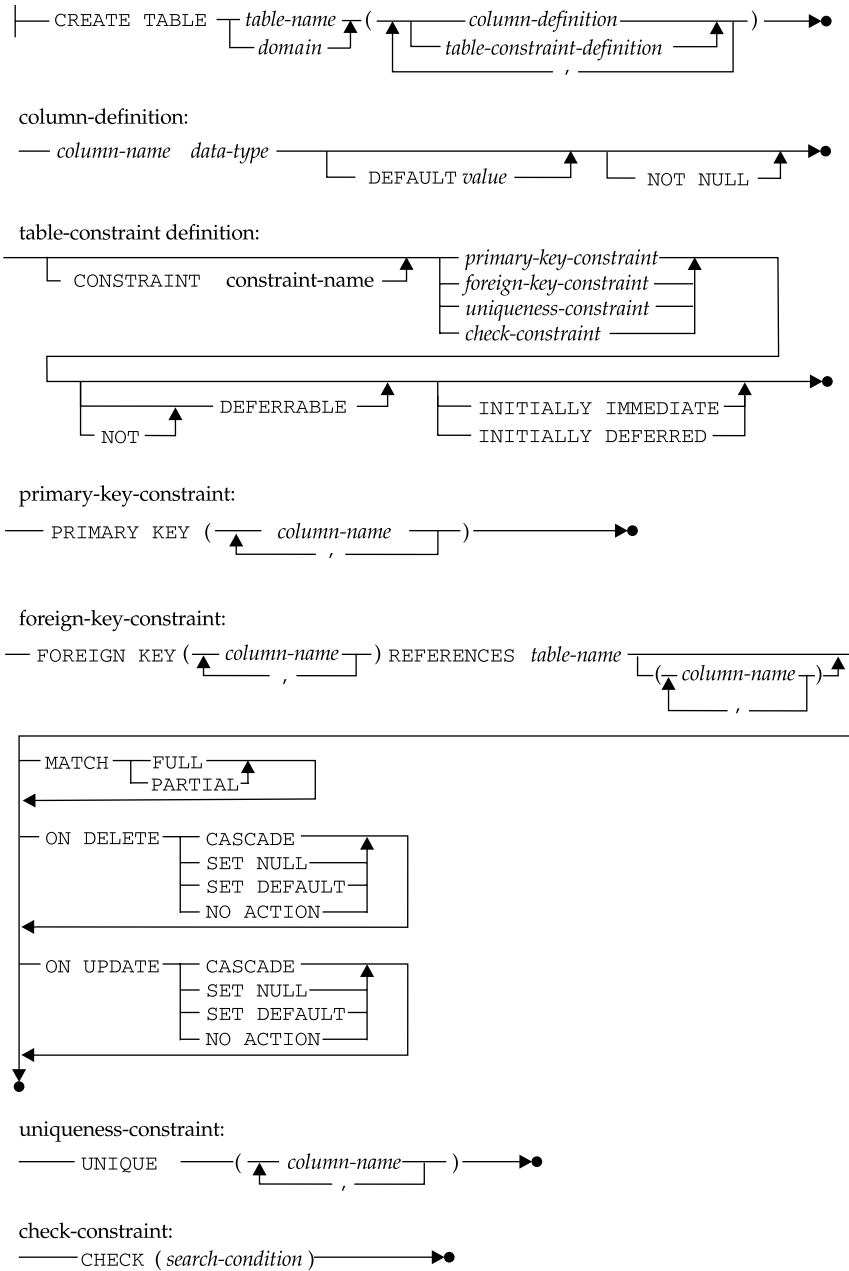 CREATE TABLE table-name ( column-definition )
domain table-constraint-definition
,
column-definition:
column-name data-type
DEFAULT value NOT NULL
table-constraint definition:
CONSTRAINT constraint-name primary-key-constraint
foreign-key-constraint
uniqueness-constraint
check-constraint
DEFERRABLE INITIALLY IMMEDIATE
NOT INITIALLY DEFERRED
primary-key-constraint:
PRIMARY KEY ( column-name )
,
foreign-key-constraint:
FOREIGN KEY ( column-name ) REFERENCES table-name
, ( column-name )
,
MATCH FULL
PARTIAL
ON DELETE CASCADE
SET NULL
SET DEFAULT
NO ACTION
ON UPDATE CASCADE
SET NULL
SET DEFAULT
NO ACTION
uniqueness-constraint:
UNIQUE ( column-name )
,
check-constraint:
CHECK ( search-condition )